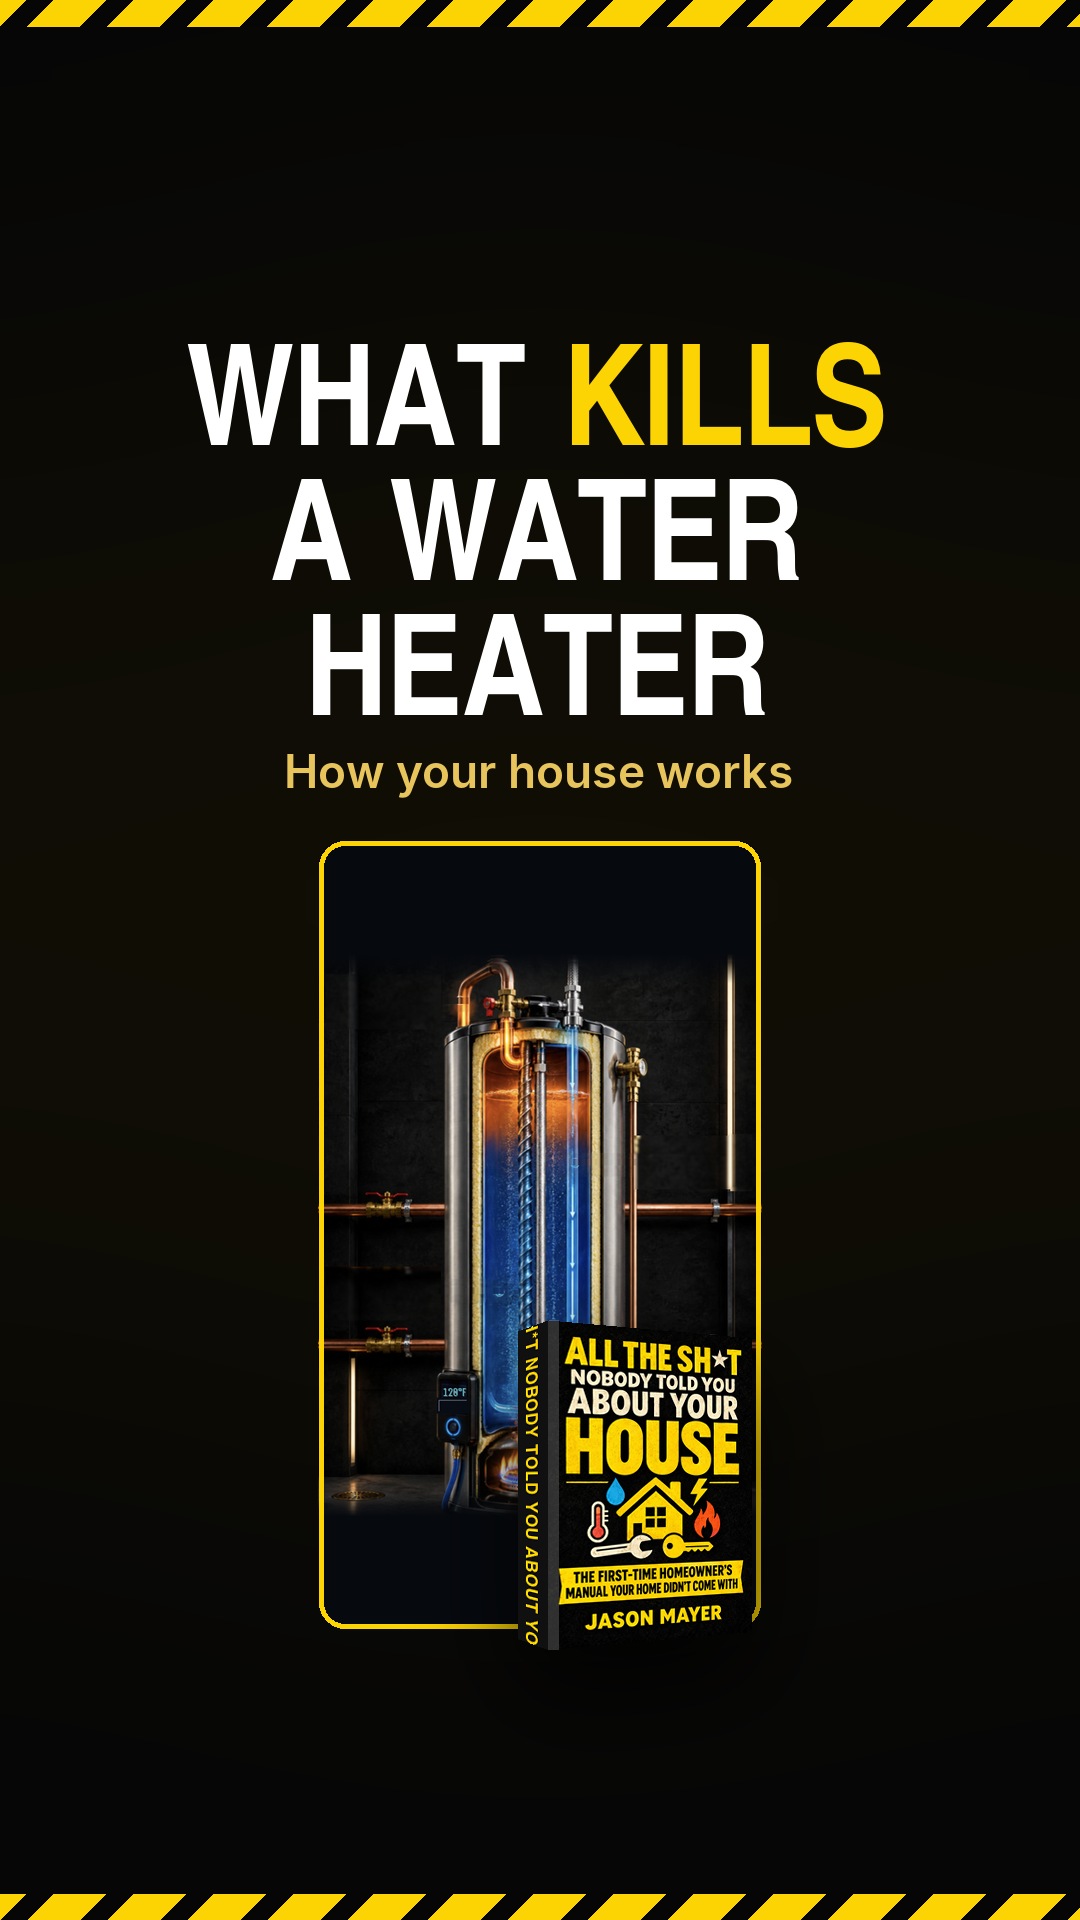 WHAT KILLS
A WATER
HEATER
How your house works
120°F
T NOBODY TOLD YOU ABOUT YO
ALL THE SH★T
NOBODY TOLD YOU
ABOUT YOUR
HOUSE
THE FIRST-TIME HOMEOWNER'S
MANUAL YOUR HOME DIDN'T COME WITH
JASON MAYER